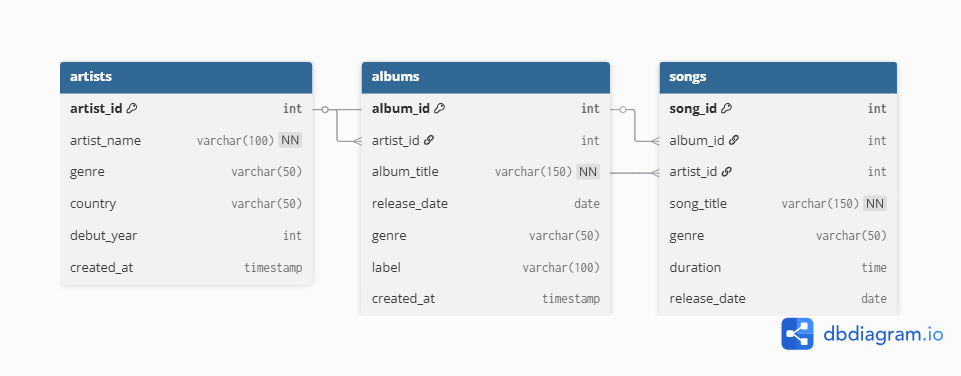 artists
artist_id int
artist_name varchar(100) NN
genre varchar(50)
country varchar(50)
debut_year int
created_at timestamp
albums
album_id int
artist_id int
album_title varchar(150) NN
release_date date
genre varchar(50)
label varchar(100)
created_at timestamp
songs
song_id int
album_id int
artist_id int
song_title varchar(150) NN
genre varchar(50)
duration time
release_date date
dbdiagram.io